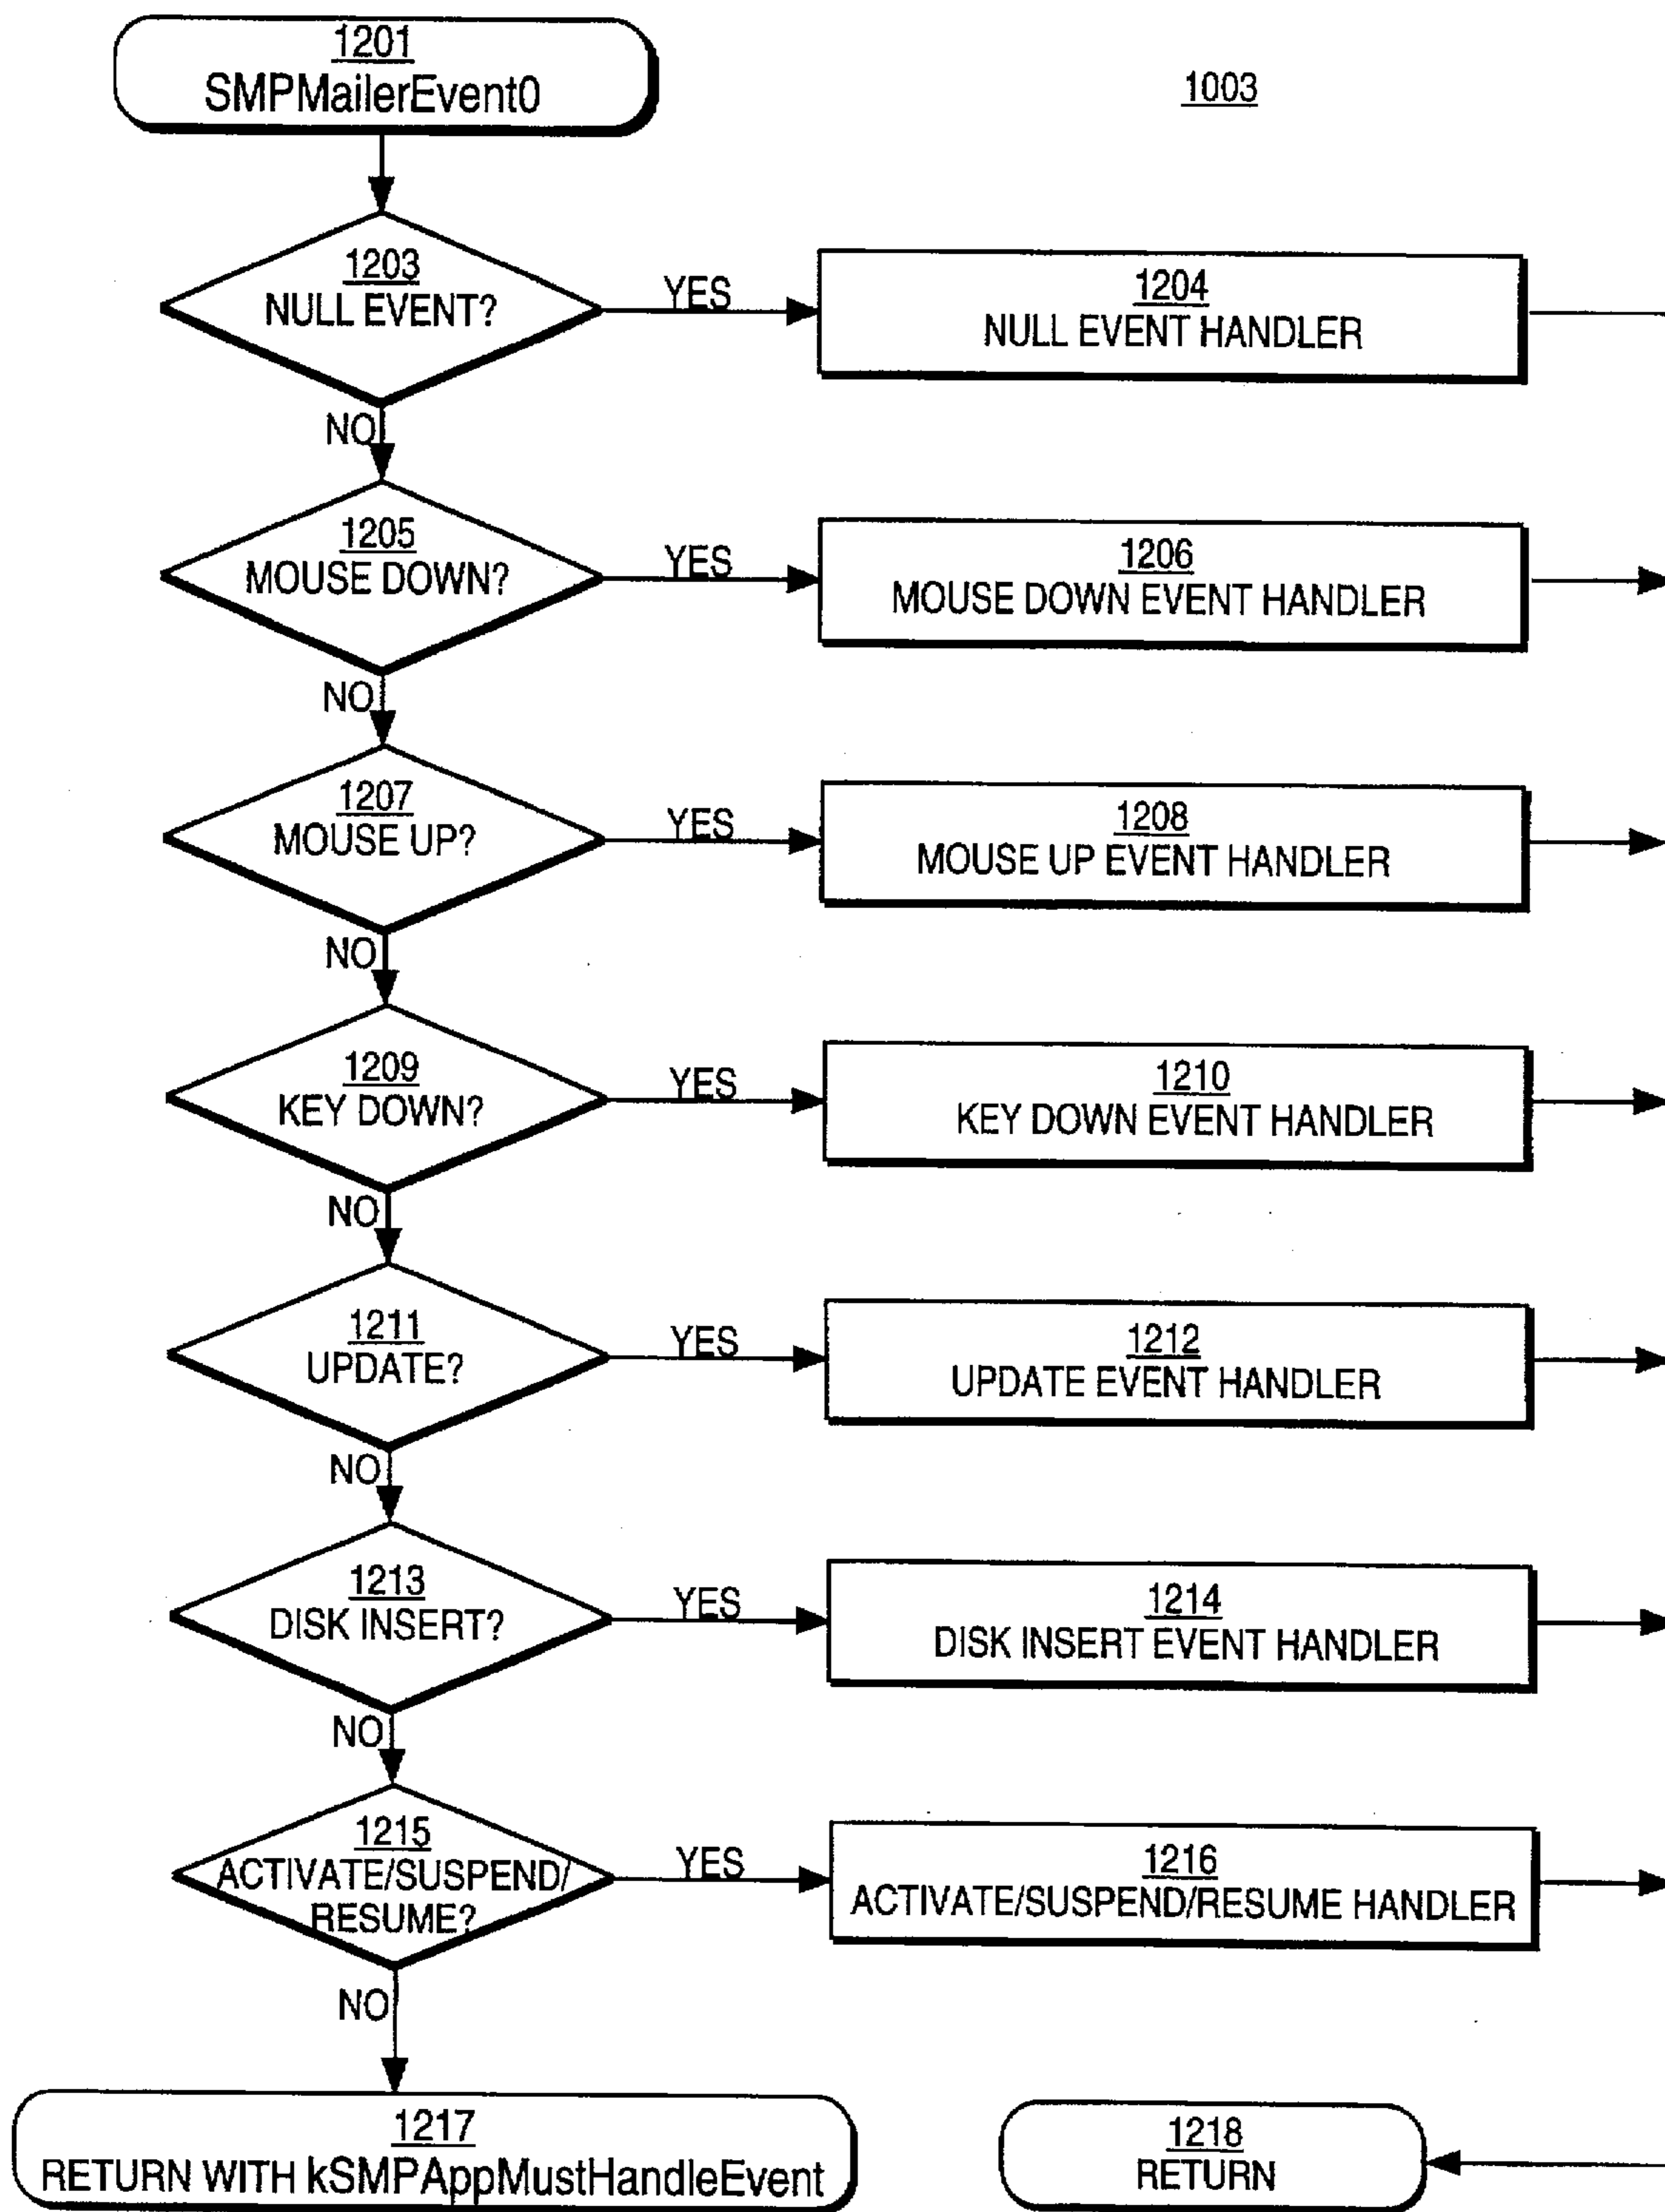 1201
SMPMailerEvent0
1003
1203
NULL EVENT?
YES
1204
NULL EVENT HANDLER
NO
1205
MOUSE DOWN?
YES
1206
MOUSE DOWN EVENT HANDLER
NO
1207
MOUSE UP?
YES
1208
MOUSE UP EVENT HANDLER
NO
1209
KEY DOWN?
YES
1210
KEY DOWN EVENT HANDLER
NO
1211
UPDATE?
YES
1212
UPDATE EVENT HANDLER
NO
1213
DISK INSERT?
YES
1214
DISK INSERT EVENT HANDLER
NO
1215
ACTIVATE/SUSPEND/
RESUME?
YES
1216
ACTIVATE/SUSPEND/RESUME HANDLER
NO
1217
RETURN WITH kSMPAppMustHandleEvent
1218
RETURN